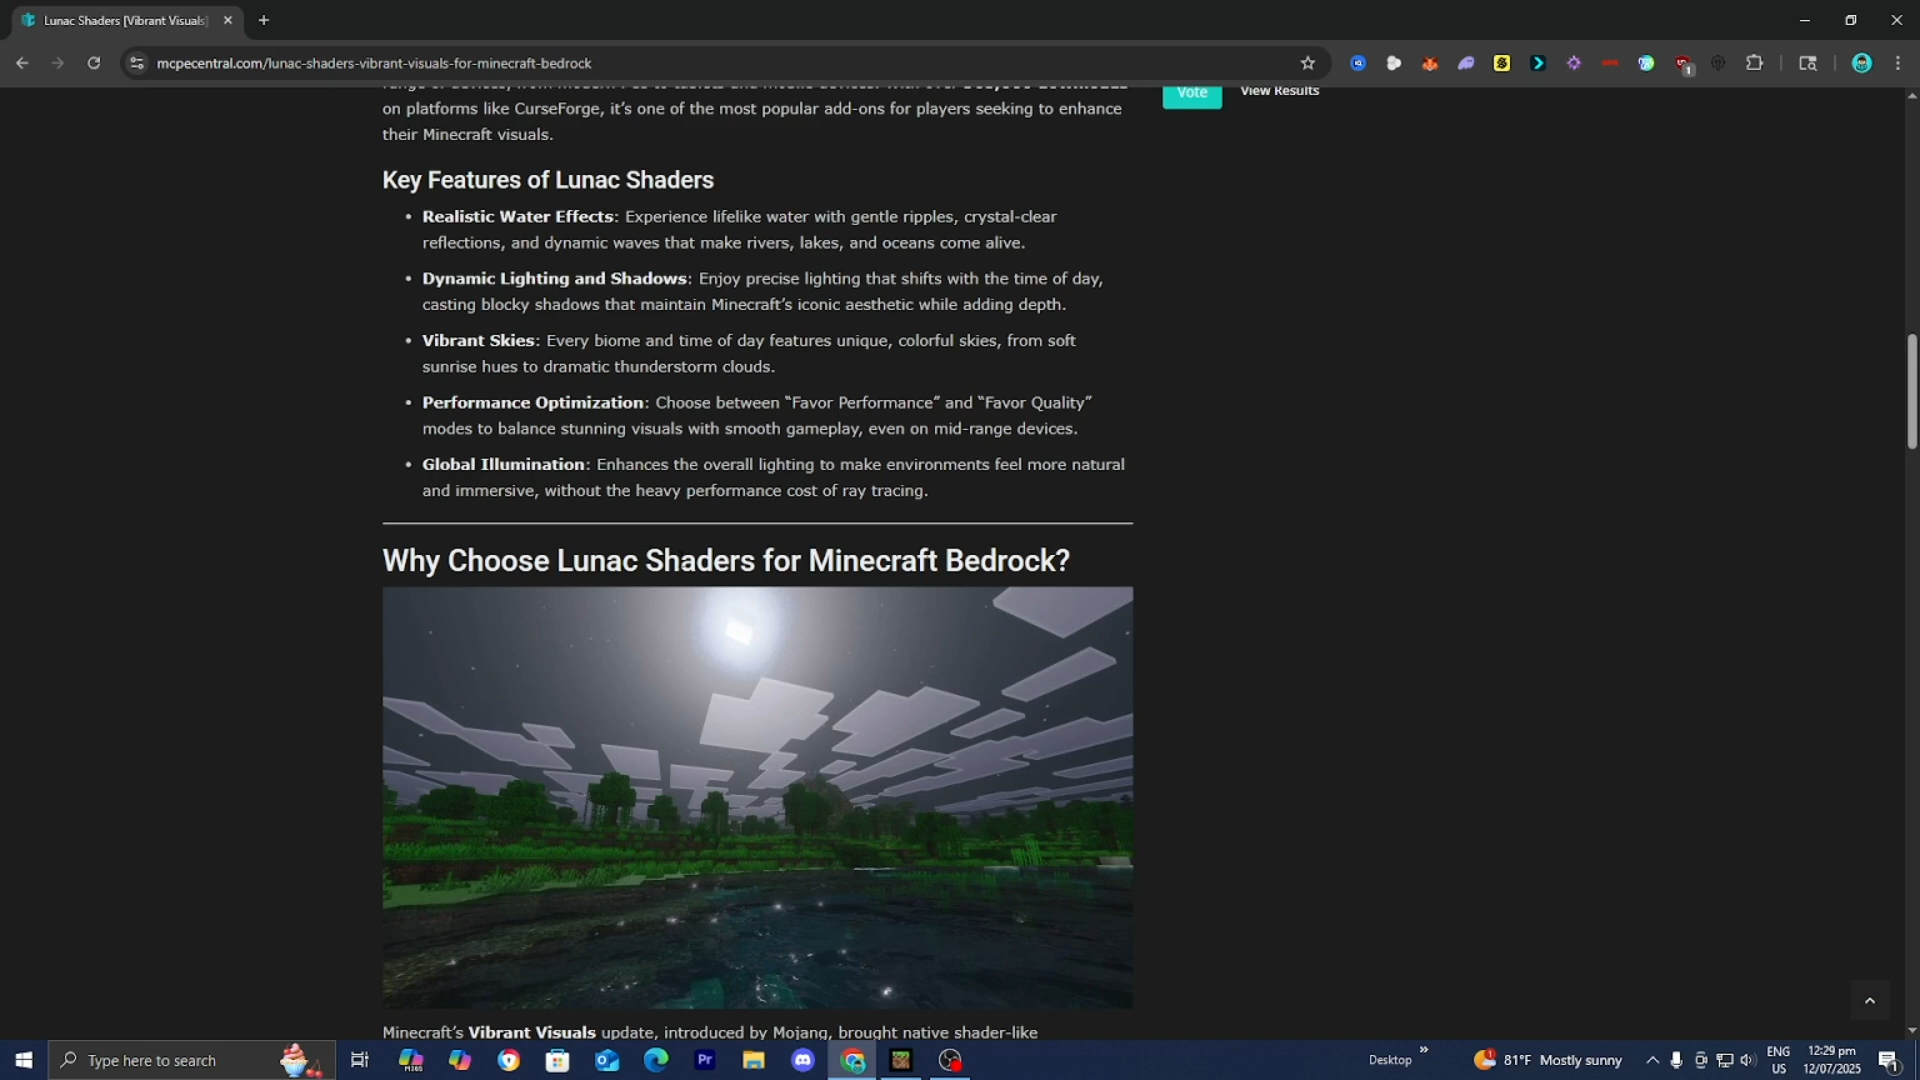 Lunac Shaders [Vibrant Visuals]
mcpecentral.com/lunac-shaders-vibrant-visuals-for-minecraft-bedrock
1
on platforms like CurseForge, it's one of the most popular add-ons for players seeking to enhance
their Minecraft visuals.
Vote
View Results
Key Features of Lunac Shaders
• Realistic Water Effects: Experience lifelike water with gentle ripples, crystal-clear
reflections, and dynamic waves that make rivers, lakes, and oceans come alive.
• Dynamic Lighting and Shadows: Enjoy precise lighting that shifts with the time of day,
casting blocky shadows that maintain Minecraft's iconic aesthetic while adding depth.
• Vibrant Skies: Every biome and time of day features unique, colorful skies, from soft
sunrise hues to dramatic thunderstorm clouds.
• Performance Optimization: Choose between “Favor Performance” and “Favor Quality”
modes to balance stunning visuals with smooth gameplay, even on mid-range devices.
• Global Illumination: Enhances the overall lighting to make environments feel more natural
and immersive, without the heavy performance cost of ray tracing.
Why Choose Lunac Shaders for Minecraft Bedrock?
Minecraft's Vibrant Visuals update, introduced by Mojang, brought native shader-like
Type here to search
M365
Pr
Desktop
81°F Mostly sunny
ENG
US
12:29 pm
12/07/2025
1